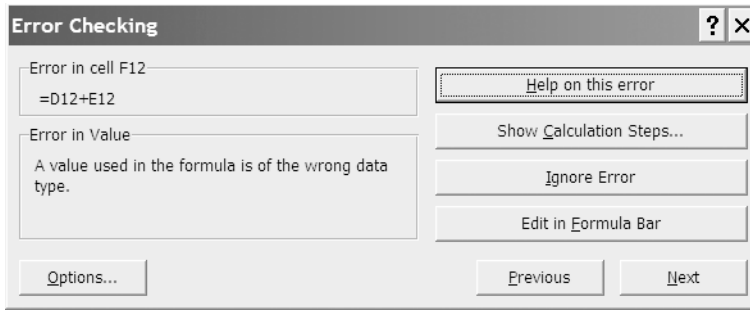 Error Checking
Error in cell F12
=D12+E12
Error in Value
A value used in the formula is of the wrong data
type.
Help on this error
Show Calculation Steps...
Ignore Error
Edit in Formula Bar
Options...
Previous
Next